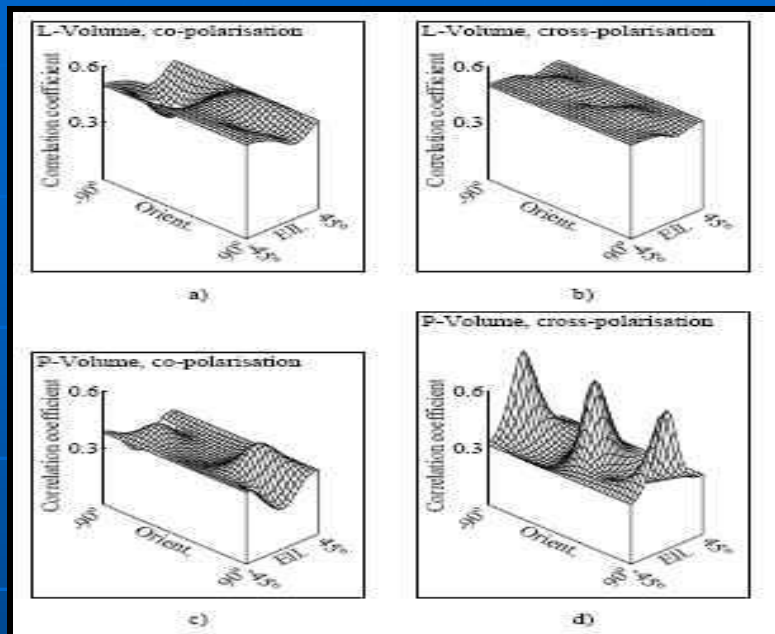 L-Volume, co-polarisation
Correlation coefficient
0.6
0.3
-90°
Orient.
90°
-45°
Ell.
45°
a)
L-Volume, cross-polarisation
Correlation coefficient
0.6
0.3
-90°
Orient.
90°
-45°
Ell.
45°
b)
P-Volume, co-polarisation
Correlation coefficient
0.6
0.3
-90°
Orient.
90°
-45°
Ell.
45°
c)
P-Volume, cross-polarisation
Correlation coefficient
0.6
0.3
-90°
Orient.
90°
-45°
Ell.
45°
d)